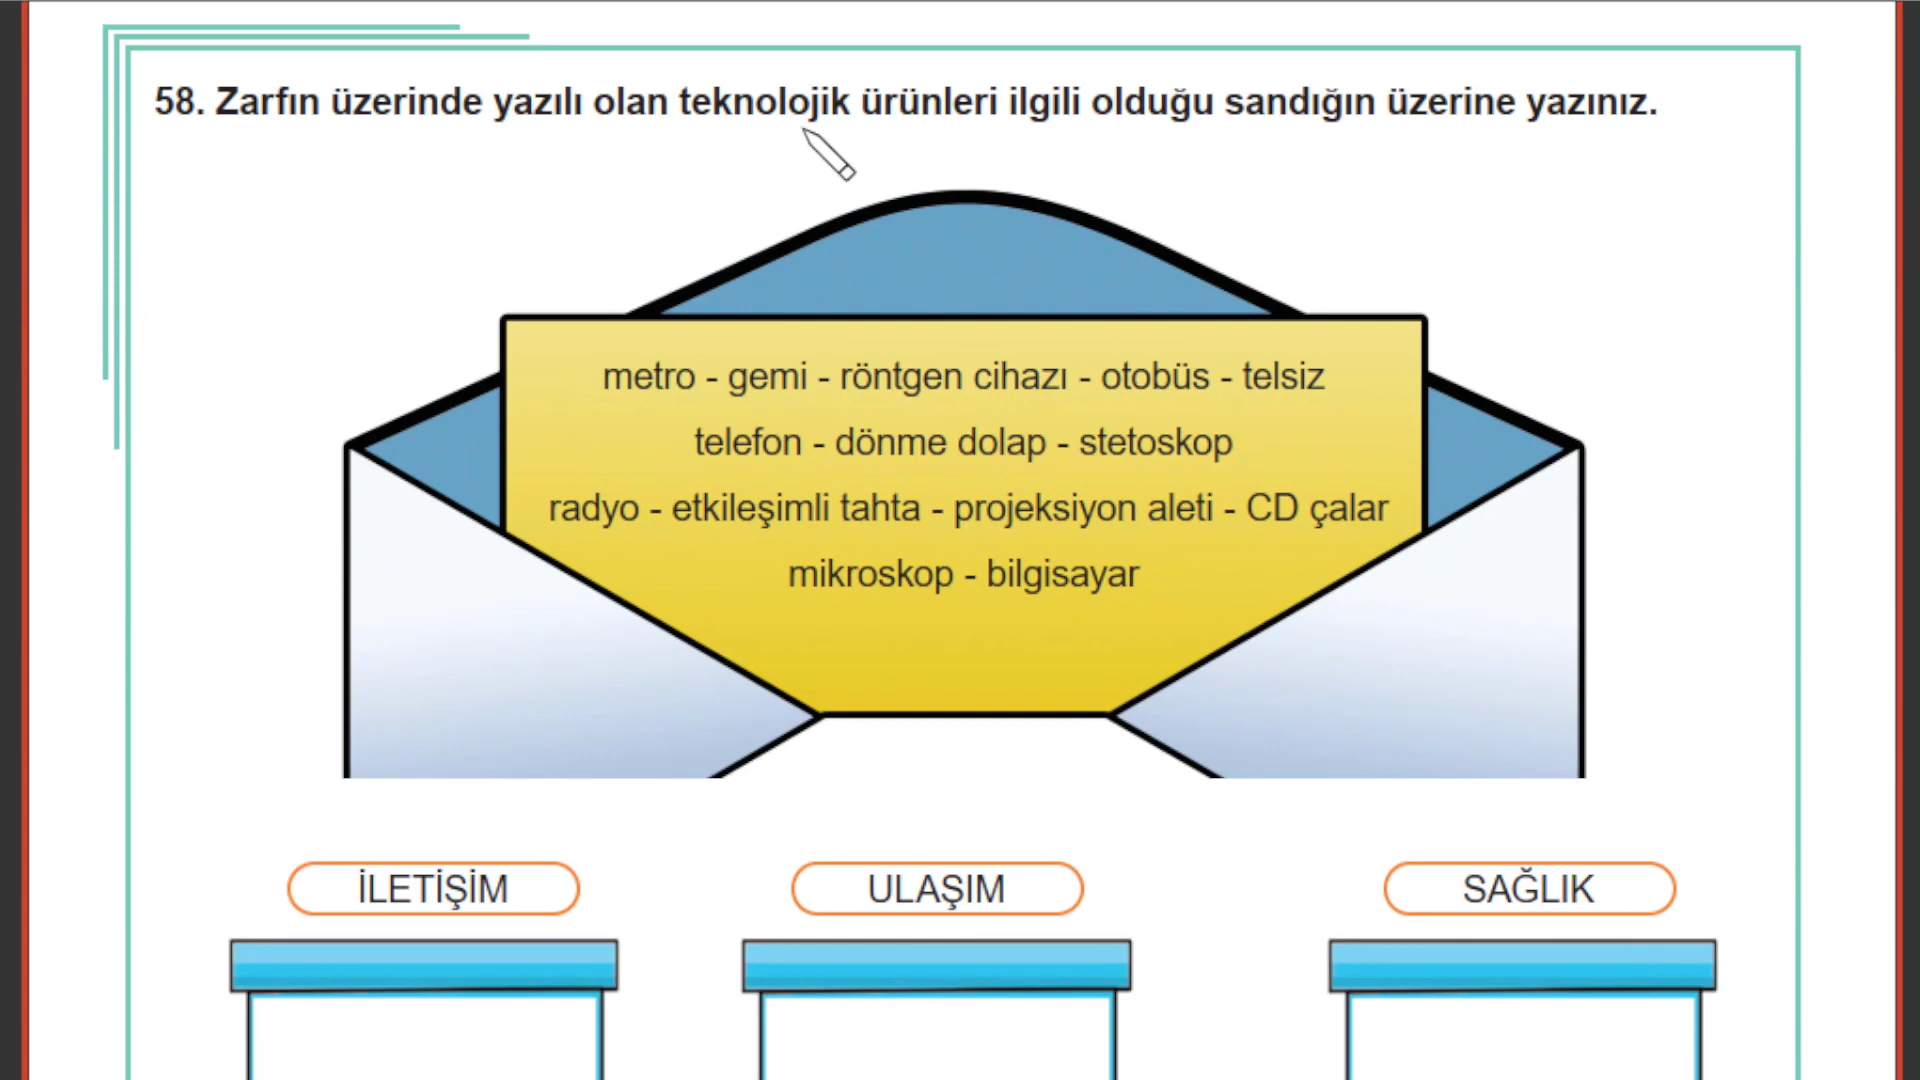 58. Zarfın üzerinde yazılı olan teknolojik ürünleri ilgili olduğu sandığın üzerine yazınız.
metro - gemi - röntgen cihazı - otobüs - telsiz
telefon - dönme dolap - stetoskop
radyo - etkileşimli tahta - projeksiyon aleti - CD çalar
mikroskop - bilgisayar
İLETİŞİM
ULAŞIM
SAĞLIK